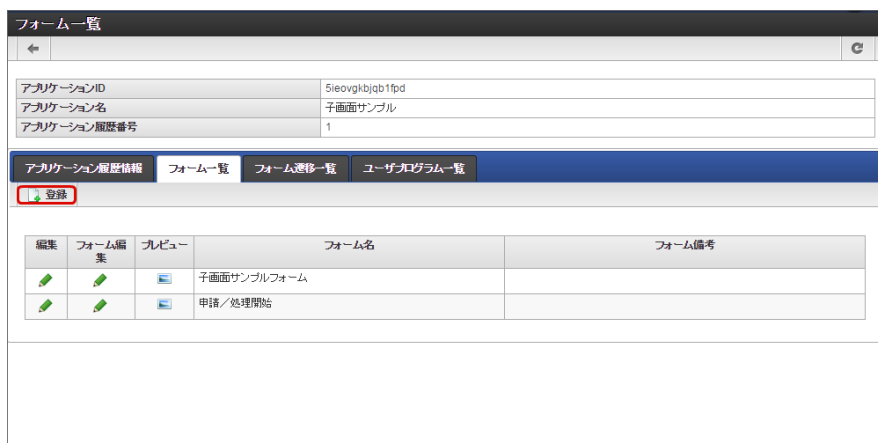 フォーム一覧
アプリケーションID 5ieovgkbjqb1fpd
アプリケーション名 子画面サンプル
アプリケーション履歴番号 1
アプリケーション履歴情報 フォーム一覧 フォーム遷移一覧 ユーザプログラム一覧
登録
編集 フォーム編集 プレビュー フォーム名 フォーム備考
子画面サンプルフォーム
申請／処理開始